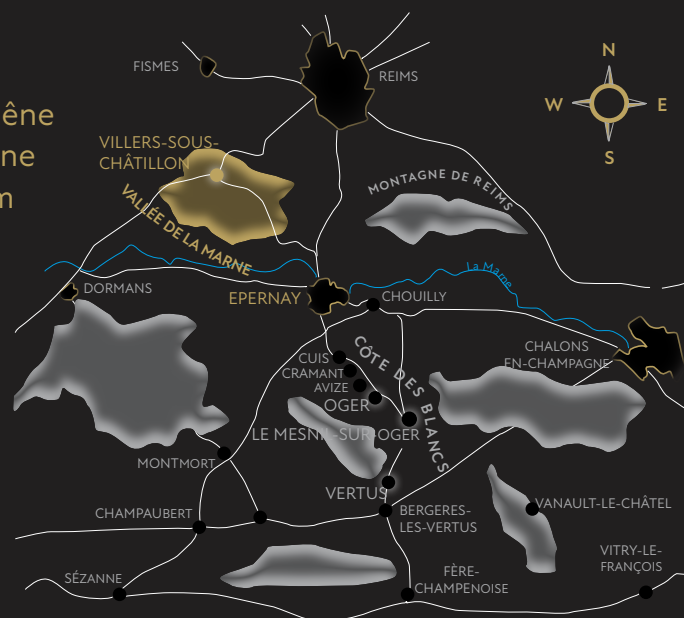 N
FISMES
REIMS
W
E
êne
VILLERS-SOUS-
CHÂTILLON
ne
S
MONTAGNE DE REIMS
n
VALLÉE DE LA MARNE
La Marne
DORMANS
EPERNAY
CHOUILLY
CÔTE DES BLANCS
CHALONS
EN-CHAMPAGNE
CUIS
CRAMANT
AVIZE
OGER
LE MESNIL-SUR-OGER
MONTMORT
VERTUS
CHAMPAUBERT
BERGERES-
LES-VERTUS
VANAULT-LE-CHÂTEL
VITRY-LE-
FRANÇOIS
SÉZANNE
FÈRE-
CHAMPENOISE